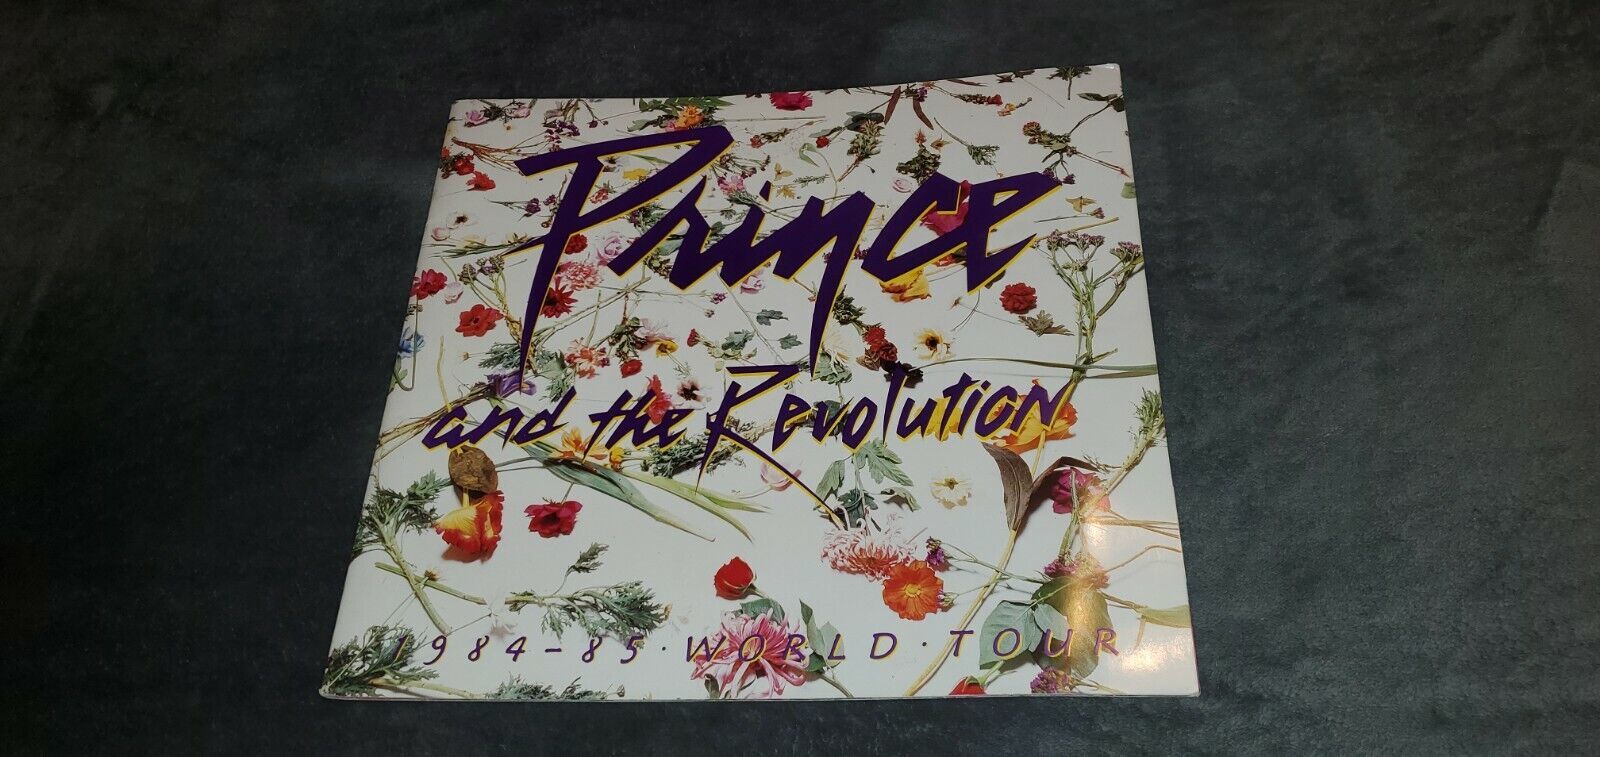 Prince
and the Revolution
1984-85 · WORLD · TOUR